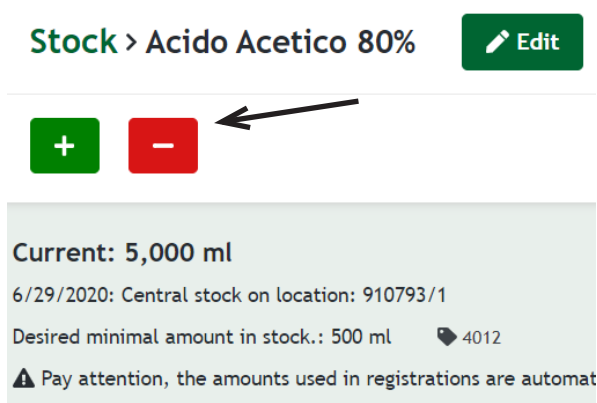 Stock > Acido Acetico 80%
Edit
+ −
Current: 5,000 ml
6/29/2020: Central stock on location: 910793/1
Desired minimal amount in stock.: 500 ml 4012
Pay attention, the amounts used in registrations are automat